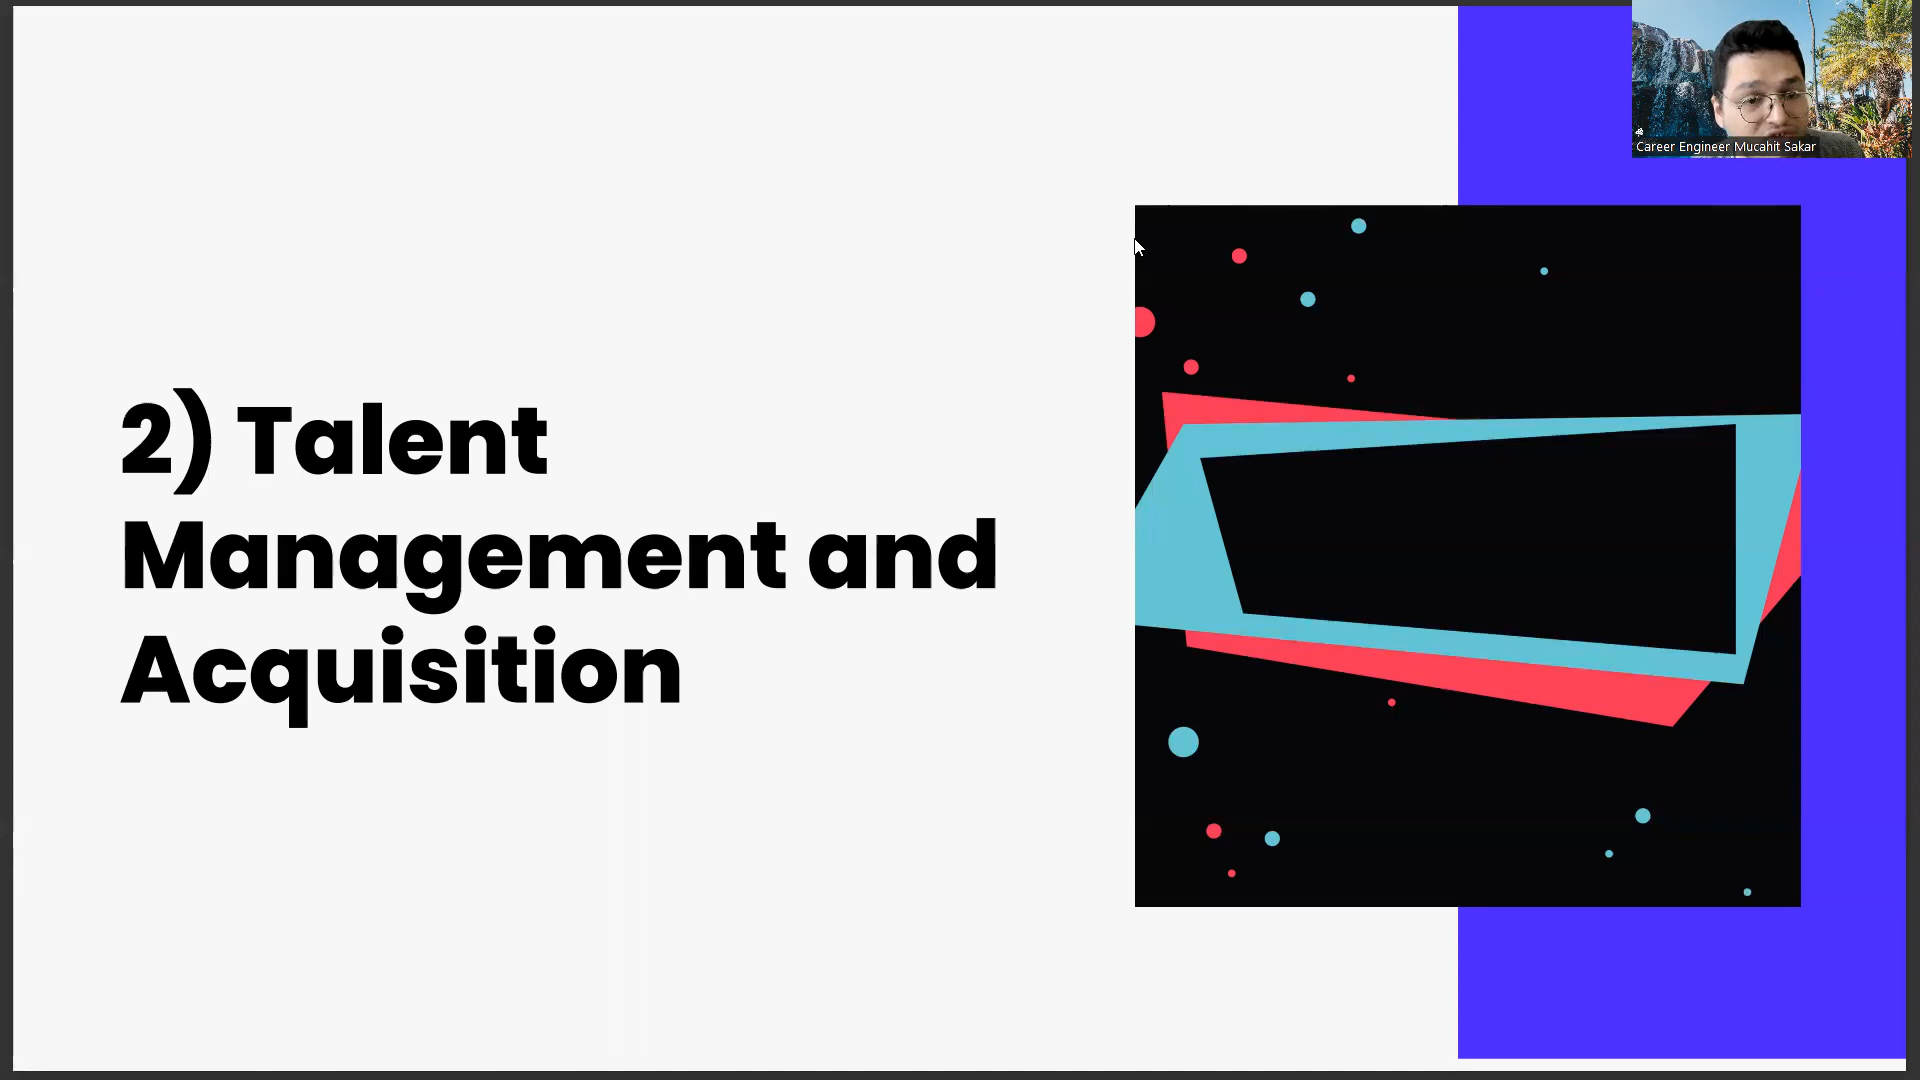 Career Engineer Mucahit Sakar
2) Talent
Management and
Acquisition